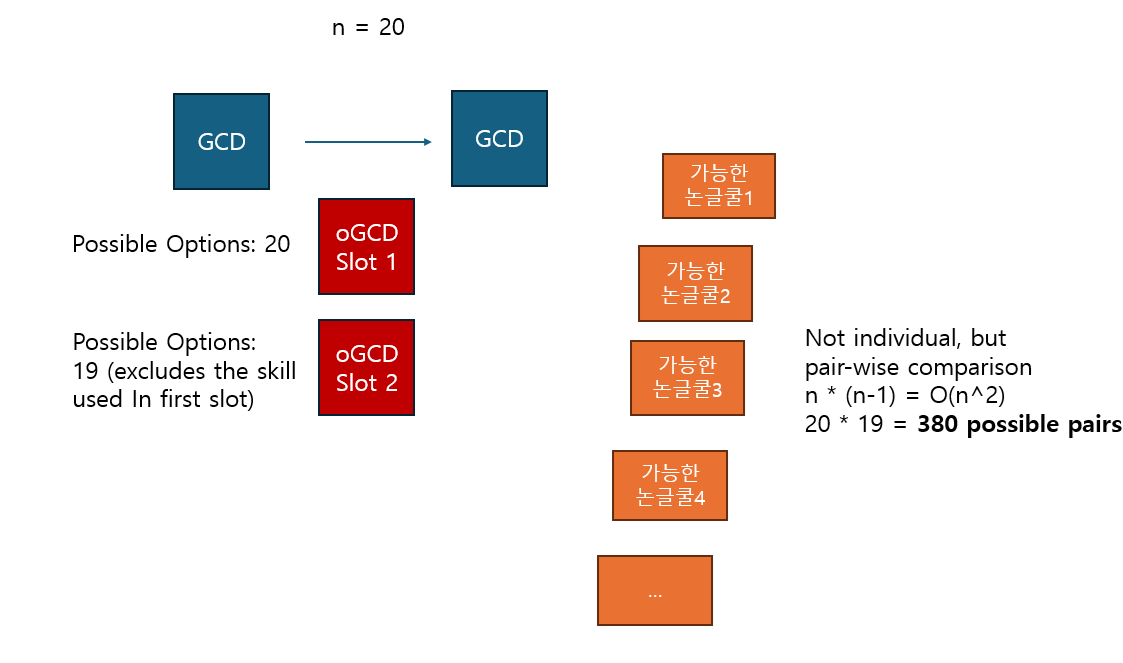 n = 20
GCD
GCD
Possible Options: 20
oGCD
Slot 1
Possible Options:
19 (excludes the skill
used In first slot)
oGCD
Slot 2
가능한
논글쿨1
가능한
논글쿨2
가능한
논글쿨3
가능한
논글쿨4
...
Not individual, but
pair-wise comparison
n * (n-1) = O(n^2)
20 * 19 = 380 possible pairs